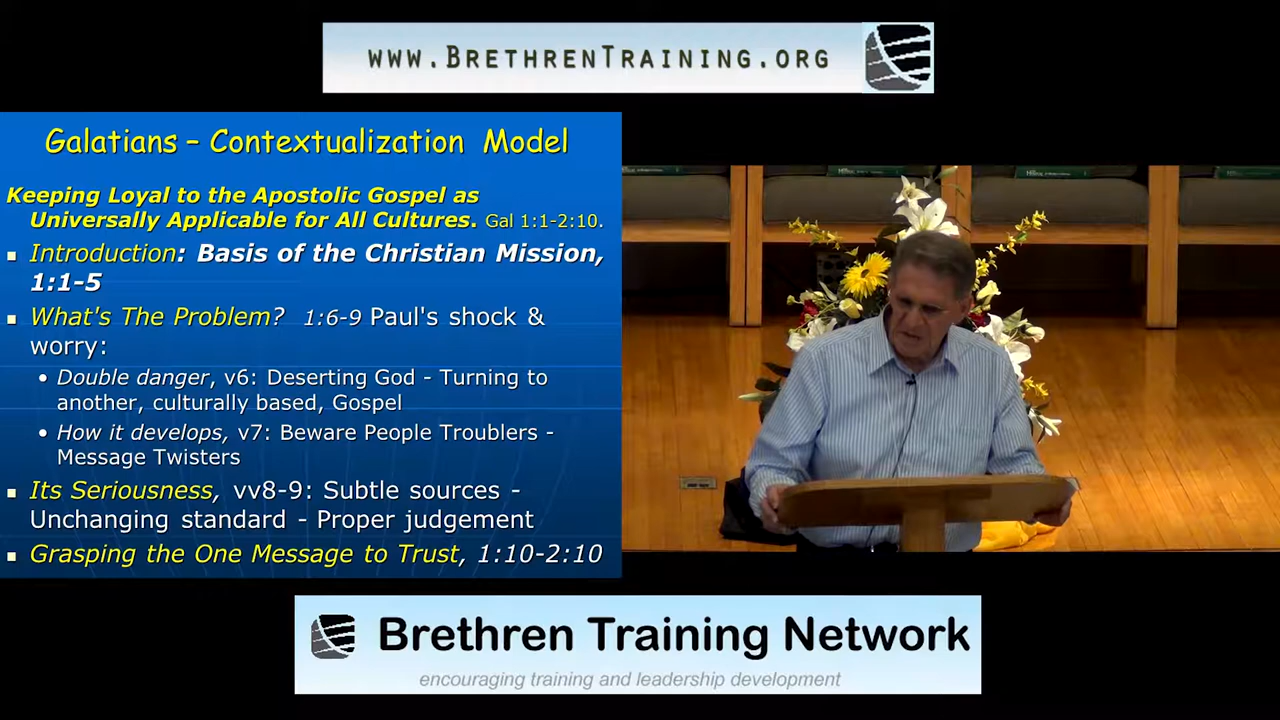 www.BrethrenTraining.org
Galatians – Contextualization Model
Keeping Loyal to the Apostolic Gospel as
Universally Applicable for All Cultures. Gal 1:1-2:10.
Introduction: Basis of the Christian Mission,
1:1-5
What's The Problem? 1:6-9 Paul's shock &
worry:
Double danger, v6: Deserting God - Turning to
another, culturally based, Gospel
How it develops, v7: Beware People Troublers -
Message Twisters
Its Seriousness, vv8-9: Subtle sources -
Unchanging standard - Proper judgement
Grasping the One Message to Trust, 1:10-2:10
Brethren Training Network
encouraging training and leadership development